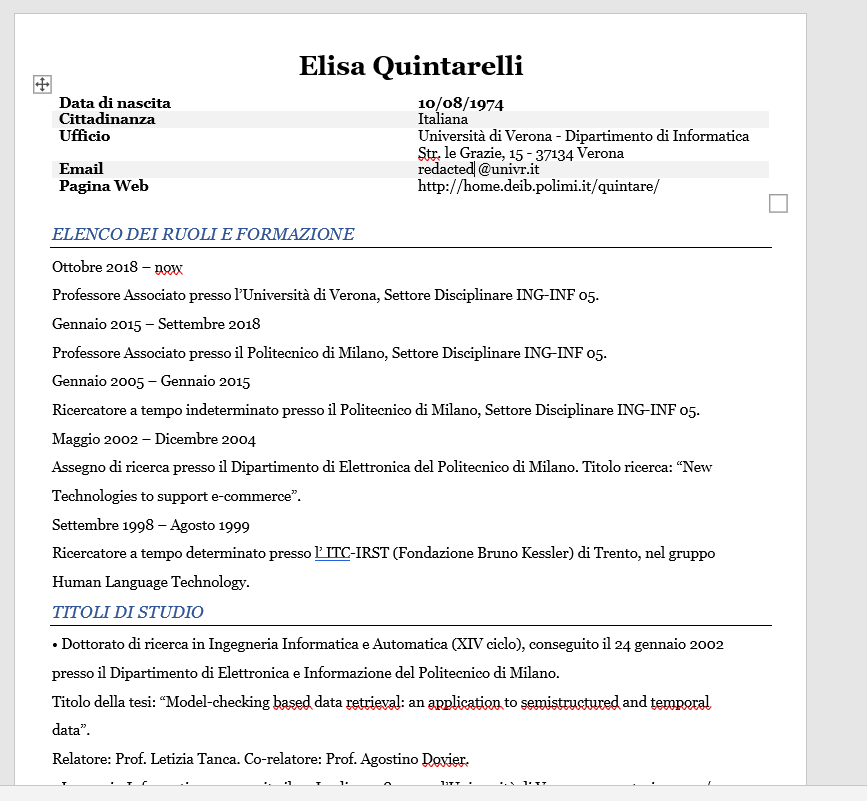 Elisa Quintarelli
Data di nascita 10/08/1974
Cittadinanza Italiana
Ufficio Università di Verona - Dipartimento di Informatica
Str. le Grazie, 15 - 37134 Verona
Email redacted @univr.it
Pagina Web http://home.deib.polimi.it/quintare/
ELENCO DEI RUOLI E FORMAZIONE
Ottobre 2018 – now
Professore Associato presso l’Università di Verona, Settore Disciplinare ING-INF 05.
Gennaio 2015 – Settembre 2018
Professore Associato presso il Politecnico di Milano, Settore Disciplinare ING-INF 05.
Gennaio 2005 – Gennaio 2015
Ricercatore a tempo indeterminato presso il Politecnico di Milano, Settore Disciplinare ING-INF 05.
Maggio 2002 – Dicembre 2004
Assegno di ricerca presso il Dipartimento di Elettronica del Politecnico di Milano. Titolo ricerca: “New
Technologies to support e-commerce”.
Settembre 1998 – Agosto 1999
Ricercatore a tempo determinato presso l’ ITC-IRST (Fondazione Bruno Kessler) di Trento, nel gruppo
Human Language Technology.
TITOLI DI STUDIO
• Dottorato di ricerca in Ingegneria Informatica e Automatica (XIV ciclo), conseguito il 24 gennaio 2002
presso il Dipartimento di Elettronica e Informazione del Politecnico di Milano.
Titolo della tesi: “Model-checking based data retrieval: an application to semistructured and temporal
data”.
Relatore: Prof. Letizia Tanca. Co-relatore: Prof. Agostino Dovier.